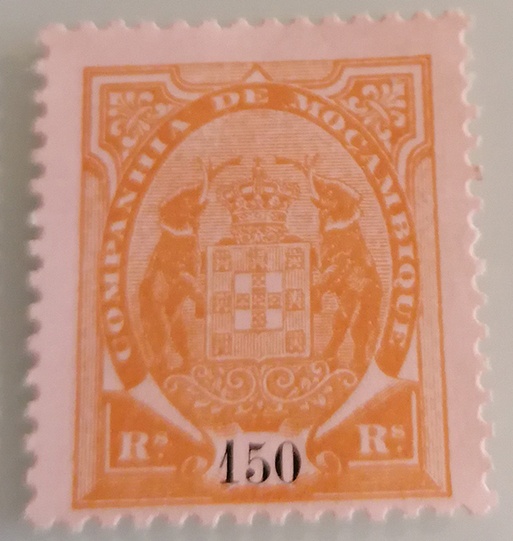 COMPANHIA DE MOÇAMBIQUE
Rs. 150 Rs.